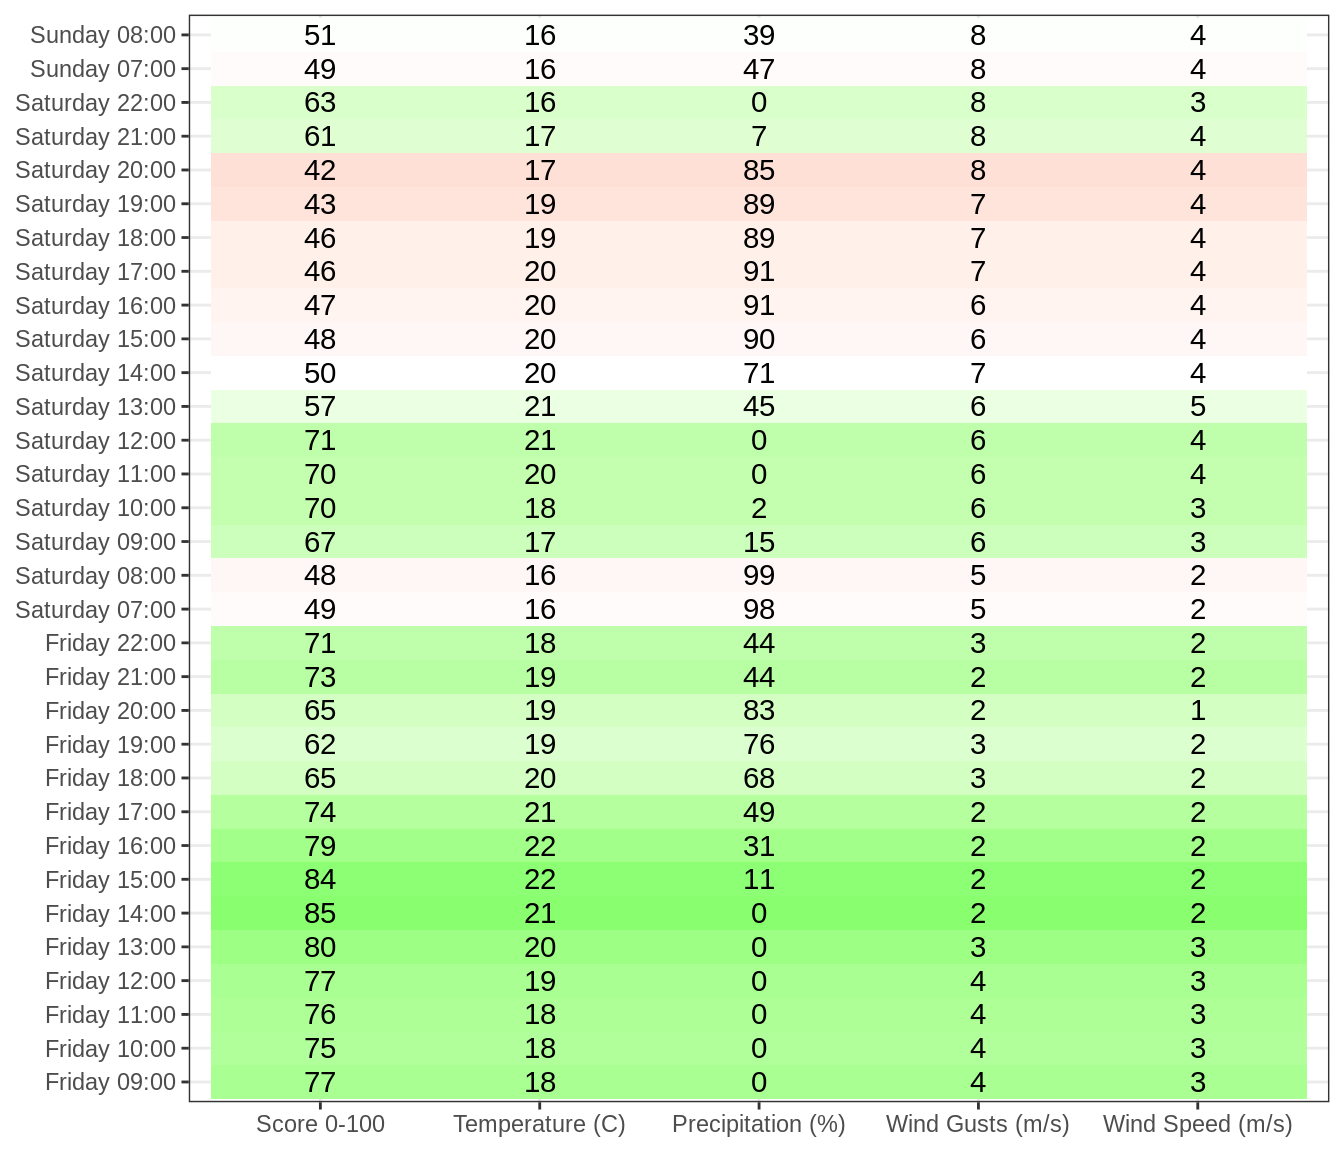 Sunday 08:00 51 16 39 8 4
Sunday 07:00 49 16 47 8 4
Saturday 22:00 63 16 0 8 3
Saturday 21:00 61 17 7 8 4
Saturday 20:00 42 17 85 8 4
Saturday 19:00 43 19 89 7 4
Saturday 18:00 46 19 89 7 4
Saturday 17:00 46 20 91 7 4
Saturday 16:00 47 20 91 6 4
Saturday 15:00 48 20 90 6 4
Saturday 14:00 50 20 71 7 4
Saturday 13:00 57 21 45 6 5
Saturday 12:00 71 21 0 6 4
Saturday 11:00 70 20 0 6 4
Saturday 10:00 70 18 2 6 3
Saturday 09:00 67 17 15 6 3
Saturday 08:00 48 16 99 5 2
Saturday 07:00 49 16 98 5 2
Friday 22:00 71 18 44 3 2
Friday 21:00 73 19 44 2 2
Friday 20:00 65 19 83 2 1
Friday 19:00 62 19 76 3 2
Friday 18:00 65 20 68 3 2
Friday 17:00 74 21 49 2 2
Friday 16:00 79 22 31 2 2
Friday 15:00 84 22 11 2 2
Friday 14:00 85 21 0 2 2
Friday 13:00 80 20 0 3 3
Friday 12:00 77 19 0 4 3
Friday 11:00 76 18 0 4 3
Friday 10:00 75 18 0 4 3
Friday 09:00 77 18 0 4 3
Score 0-100 Temperature (C) Precipitation (%) Wind Gusts (m/s) Wind Speed (m/s)